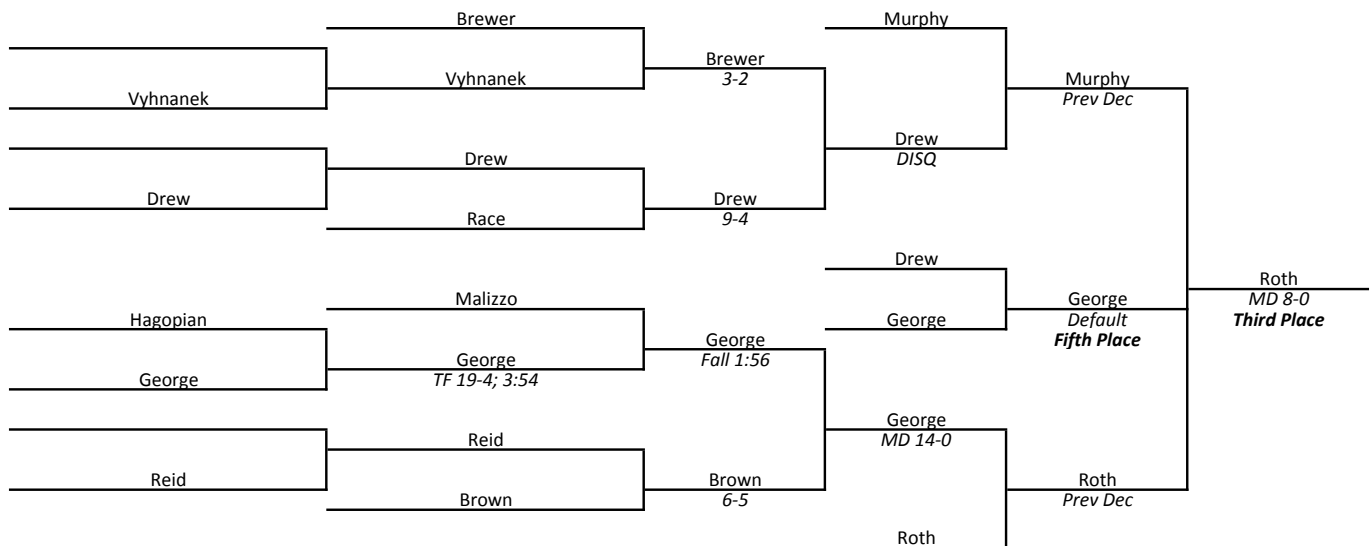 Brewer
Murphy
Brewer
3-2
Murphy
Prev Dec
Vyhnanek
Vyhnanek
Drew
DISQ
Drew
Drew
Drew
9-4
Race
Drew
Roth
MD 8-0
Third Place
Malizzo
George
Default
Fifth Place
Hagopian
George
George
Fall 1:56
George
TF 19-4; 3:54
George
George
MD 14-0
Reid
Reid
Brown
6-5
Roth
Prev Dec
Brown
Roth